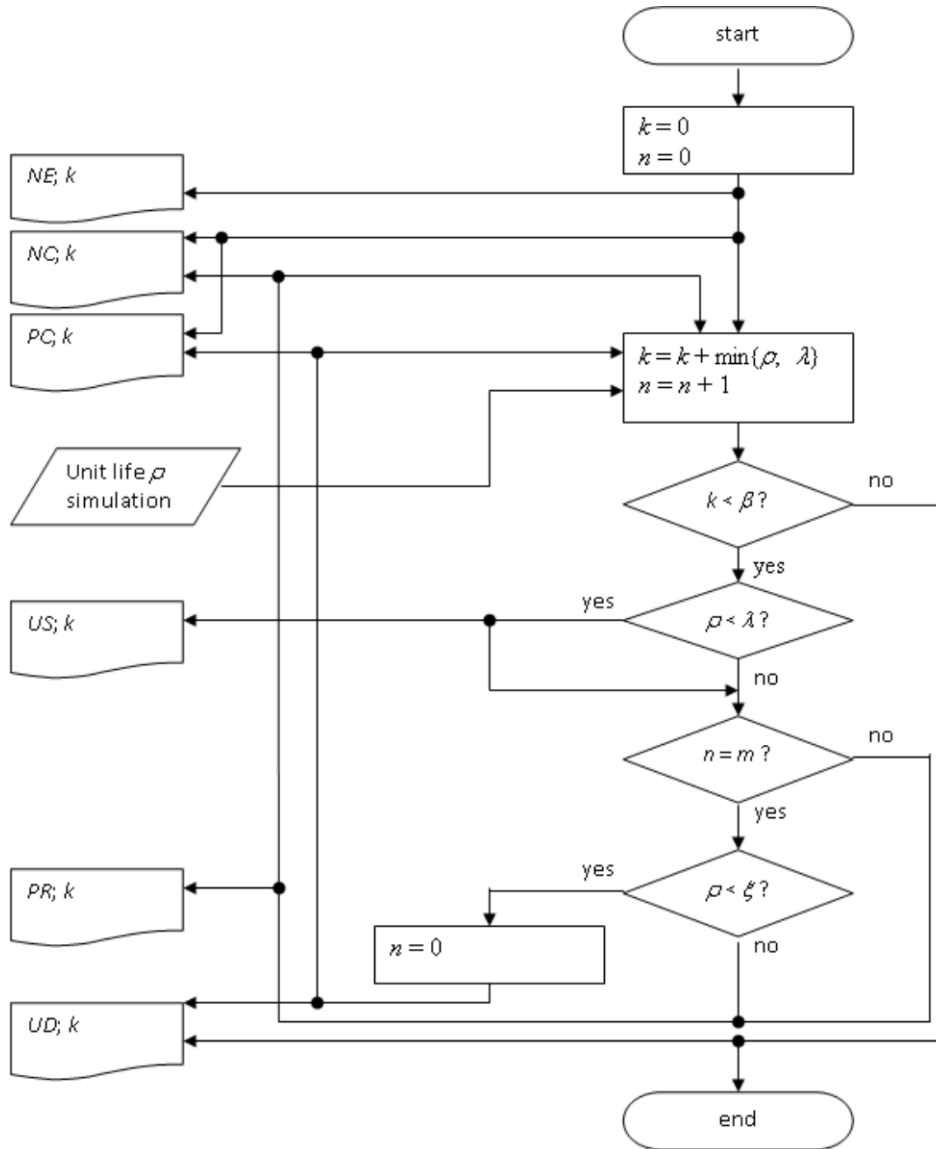 start
k = 0
n = 0
NE; k
NC; k
PC; k
k = k + min{ρ, λ}
n = n + 1
Unit life ρ
simulation
k < β ?
no
yes
US; k
yes
ρ < λ ?
no
n = m ?
no
yes
PR; k
yes
ρ < ξ ?
no
n = 0
UD; k
end